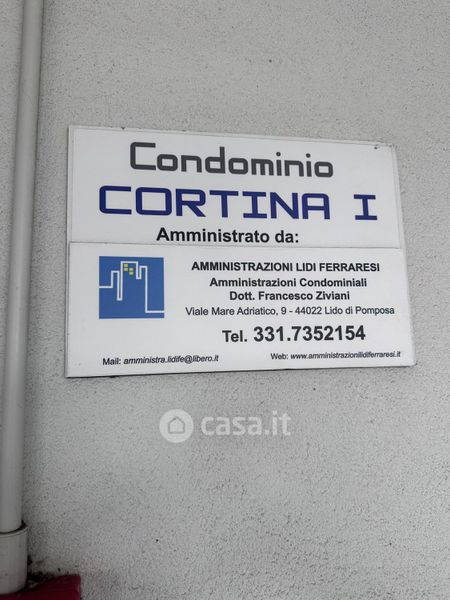 Condominio
CORTINA I
Amministrato da:
AMMINISTRAZIONI LIDI FERRARESI
Amministrazioni Condominiali
Dott. Francesco Ziviani
Viale Mare Adriatico, 9 - 44022 Lido di Pomposa
Tel. 331.7352154
Mail: amministra.lidife@libero.it Web: www.amministrazionilidiferraresi.it
casa.it